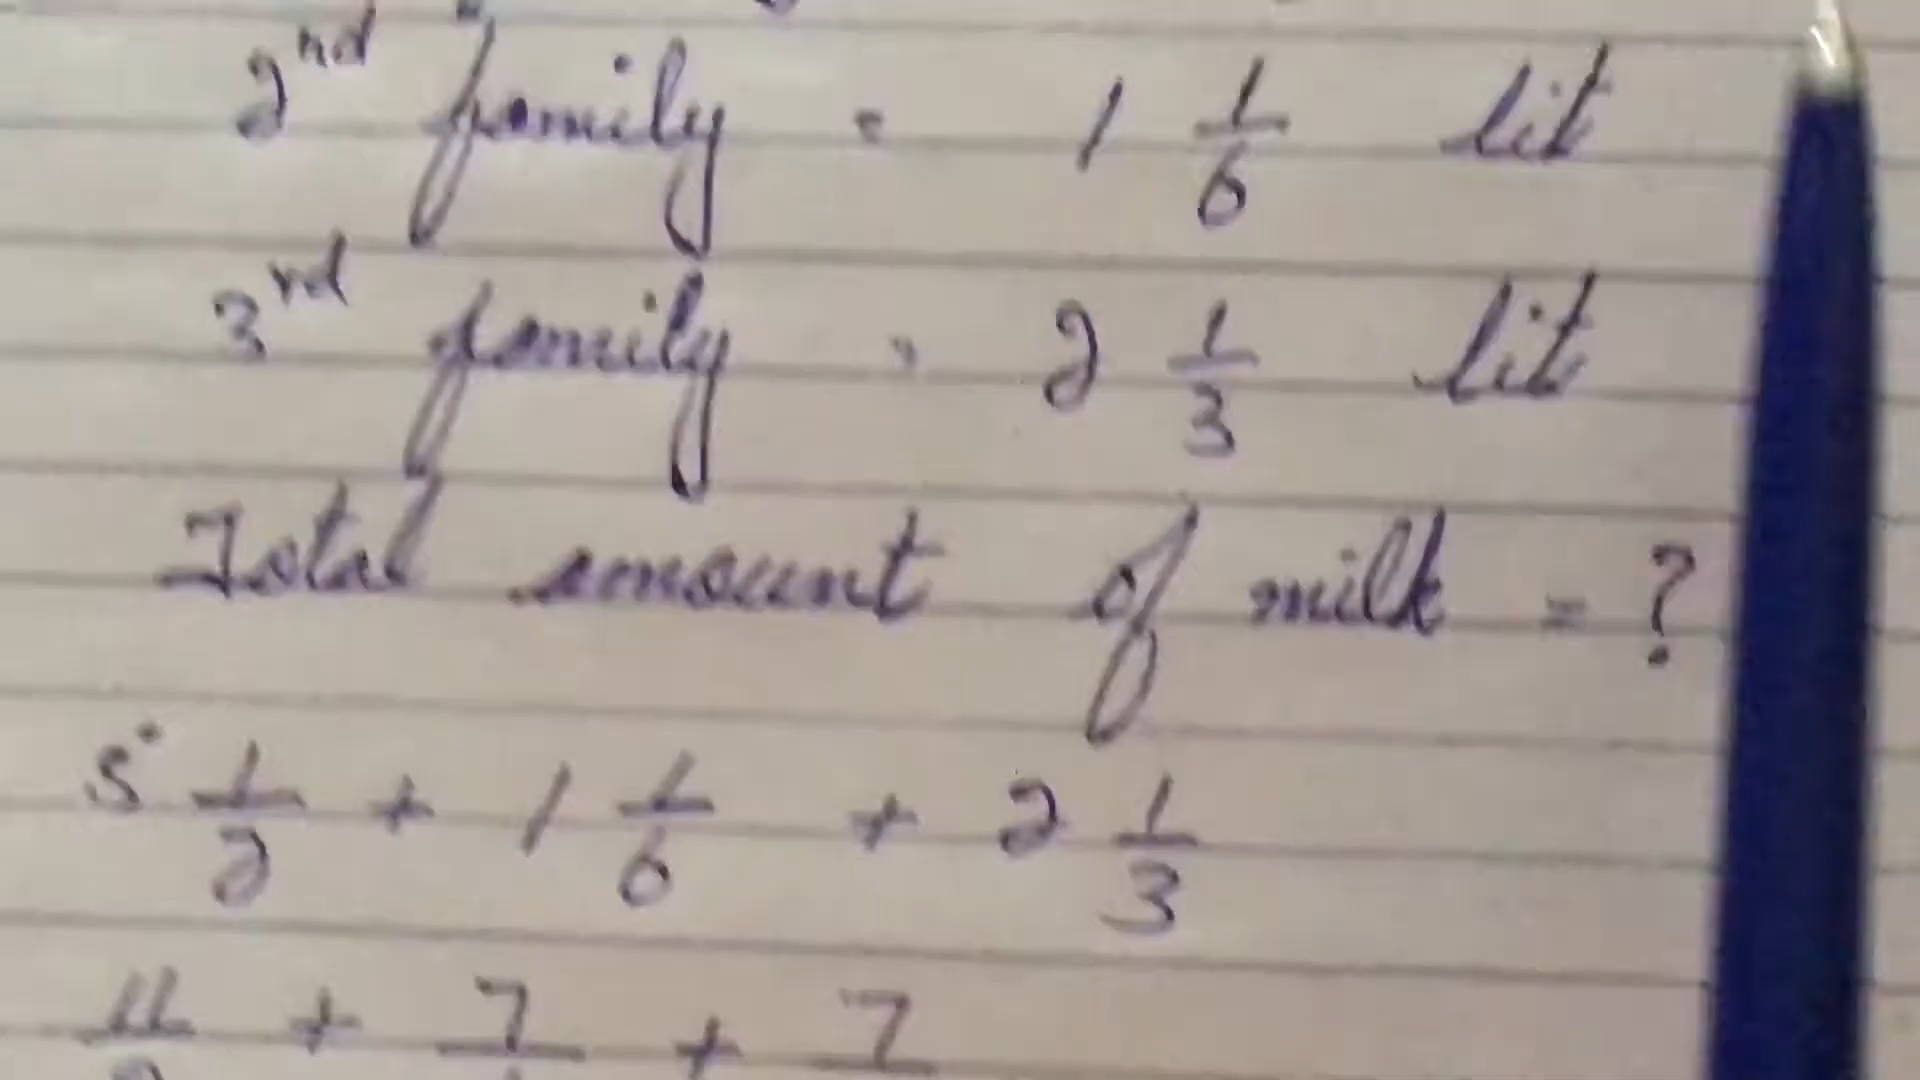 2nd family = 1 1/6 lit
3rd family = 2 1/3 lit
Total amount of milk = ?
5 1/2 + 1 1/6 + 2 1/3
11 + 7 + 7